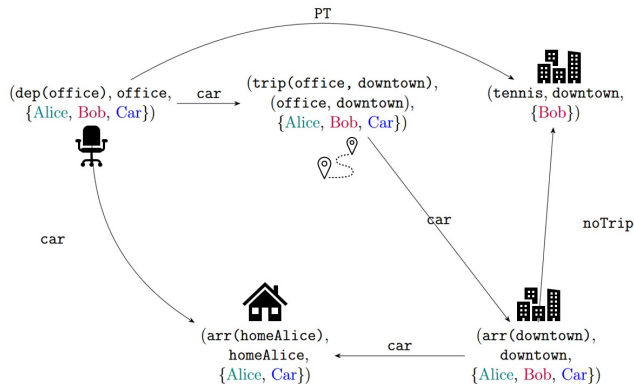 PT
(dep(office), office,
{Alice, Bob, Car})
car
(trip(office, downtown),
(office, downtown),
{Alice, Bob, Car})
(tennis, downtown,
{Bob})
car
car
noTrip
(arr(homeAlice),
homeAlice,
{Alice, Car})
car
(arr(downtown),
downtown,
{Alice, Bob, Car})